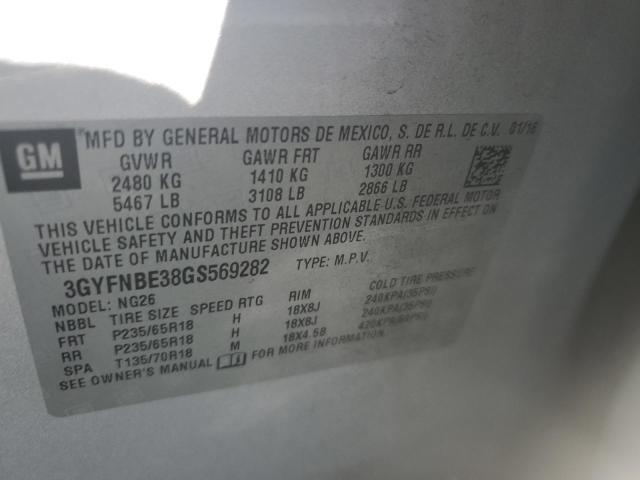 GM
MFD BY GENERAL MOTORS DE MEXICO, S. DE R.L. DE C.V. 01/16
GVWR GAWR FRT GAWR RR
2480 KG 1410 KG 1300 KG
5467 LB 3108 LB 2866 LB
THIS VEHICLE CONFORMS TO ALL APPLICABLE U.S. FEDERAL MOTOR
VEHICLE SAFETY AND THEFT PREVENTION STANDARDS IN EFFECT ON
THE DATE OF MANUFACTURE SHOWN ABOVE.
3GYFNBE38GS569282 TYPE: M.P.V.
MODEL: NG26
NBBL TIRE SIZE SPEED RTG RIM COLD TIRE PRESSURE
FRT P235/65R18 H 18X8J 240KPA(35PSI)
RR P235/65R18 H 18X8J 240KPA(35PSI)
SPA T135/70R18 M 18X4.5B 420KPA(60PSI)
SEE OWNER'S MANUAL FOR MORE INFORMATION.